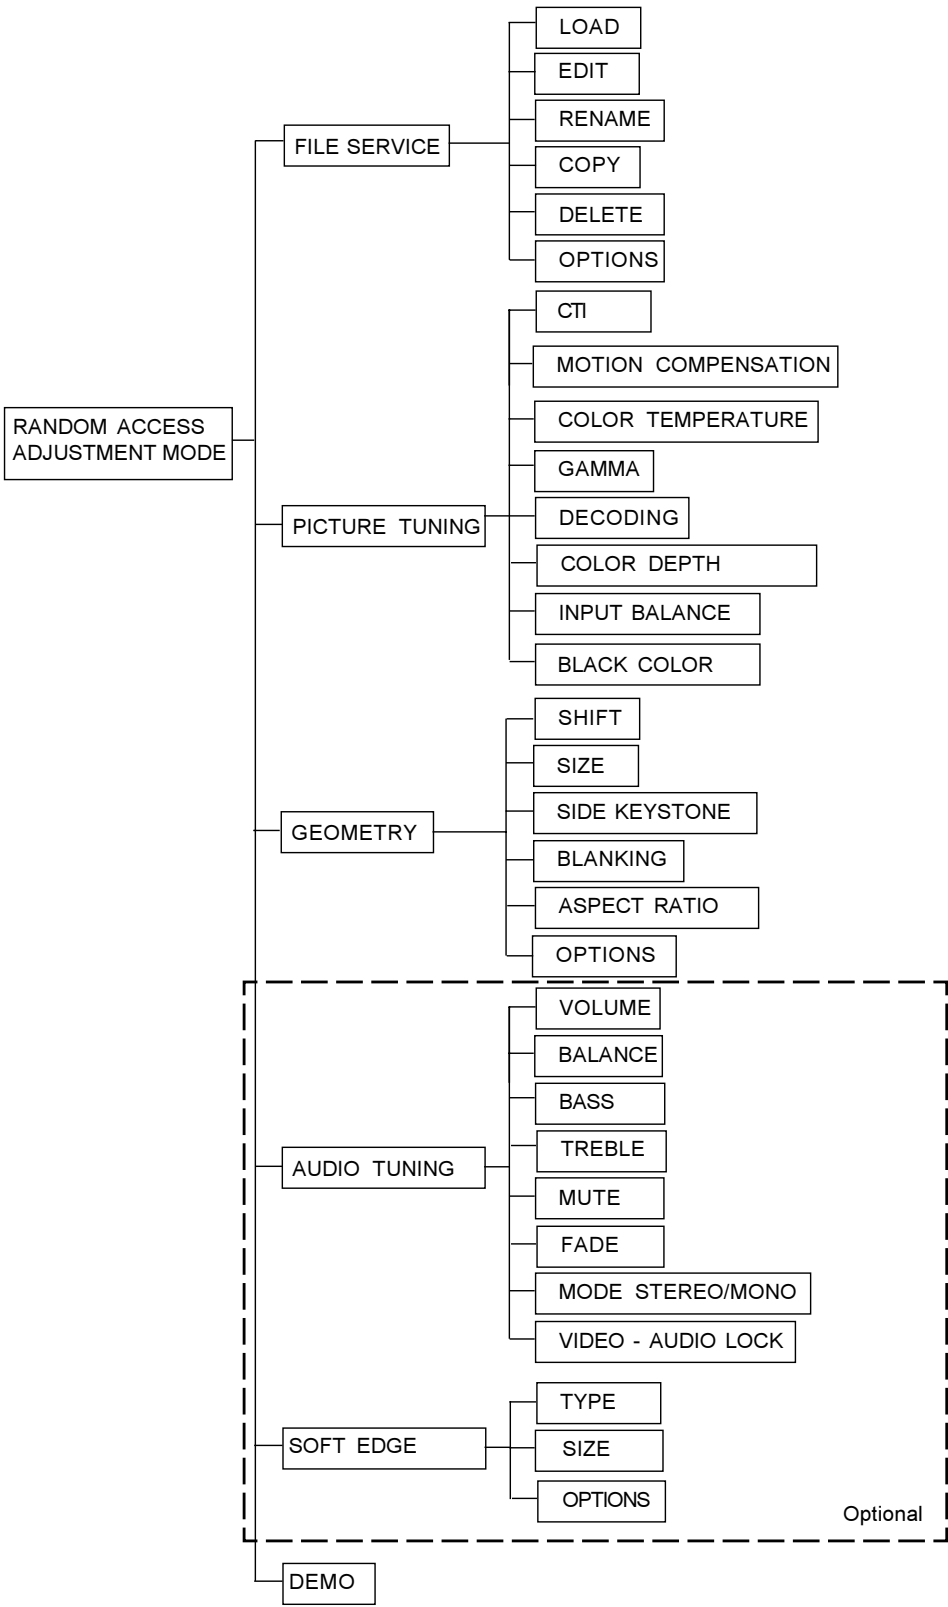 LOAD
EDIT
RENAME
FILE SERVICE
COPY
DELETE
OPTIONS
CTI
MOTION COMPENSATION
RANDOM ACCESS
ADJUSTMENT MODE
COLOR TEMPERATURE
GAMMA
PICTURE TUNING
DECODING
COLOR DEPTH
INPUT BALANCE
BLACK COLOR
SHIFT
SIZE
SIDE KEYSTONE
GEOMETRY
BLANKING
ASPECT RATIO
OPTIONS
VOLUME
BALANCE
BASS
TREBLE
AUDIO TUNING
MUTE
FADE
MODE STEREO/MONO
VIDEO - AUDIO LOCK
TYPE
SOFT EDGE
SIZE
OPTIONS
Optional
DEMO